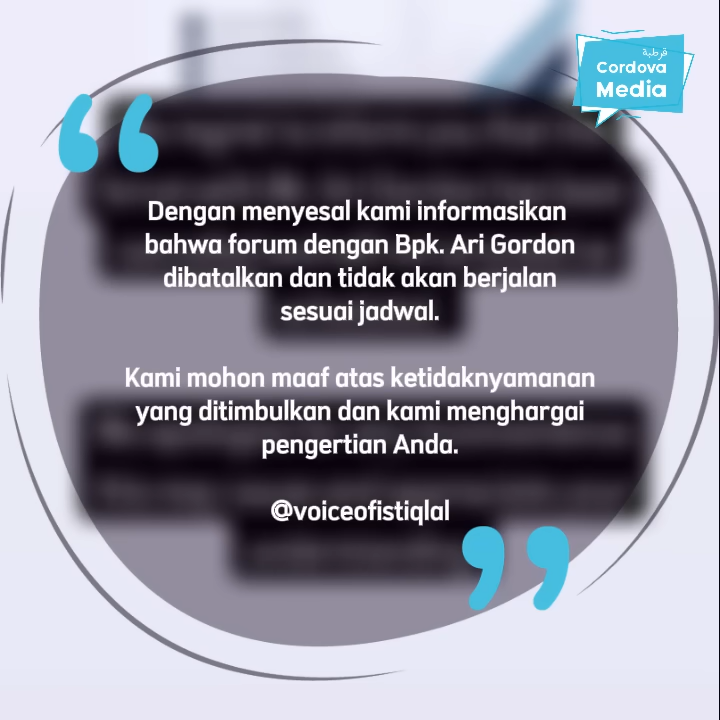 قرطبة
Cordova
Media
Dengan menyesal kami informasikan
bahwa forum dengan Bpk. Ari Gordon
dibatalkan dan tidak akan berjalan
sesuai jadwal.
Kami mohon maaf atas ketidaknyamanan
yang ditimbulkan dan kami menghargai
pengertian Anda.
@voiceofistiqlal